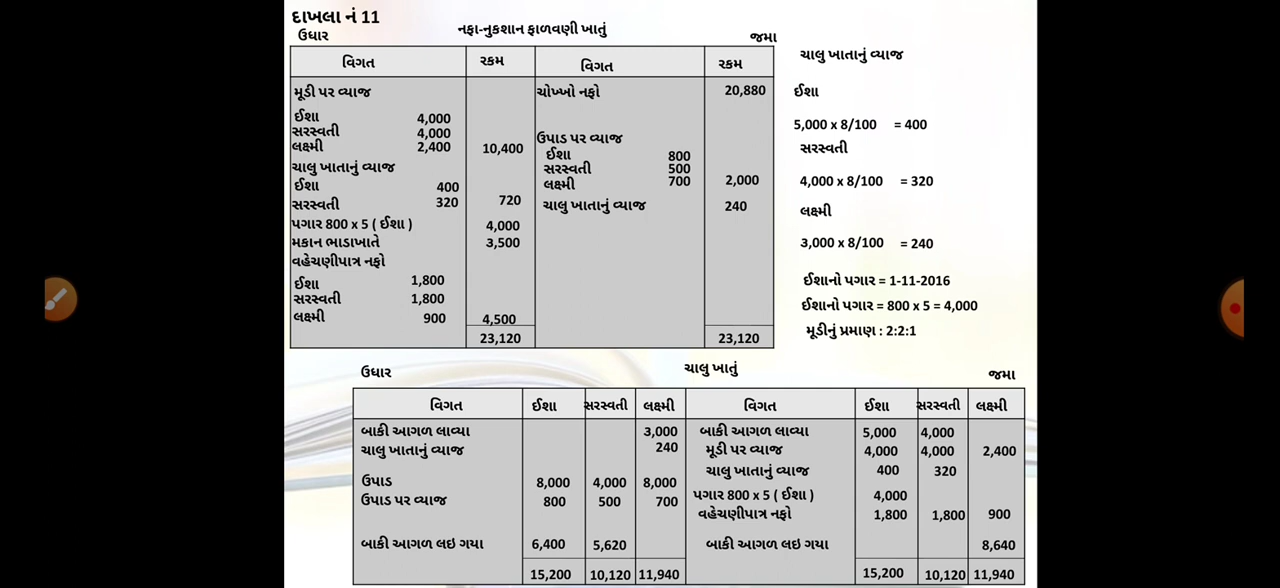 દાખલા નં 11
ઉધાર નફા-નુકશાન ફાળવણી ખાતું જમા
વિગત રકમ વિગત રકમ
મૂડી પર વ્યાજ ચોખ્ખો નફો 20,880
ઈશા 4,000
સરસ્વતી 4,000 ઉપાડ પર વ્યાજ
લક્ષ્મી 2,400 10,400 ઈશા 800
ચાલુ ખાતાનું વ્યાજ સરસ્વતી 500
ઈશા 400 લક્ષ્મી 700 2,000
સરસ્વતી 320 720 ચાલુ ખાતાનું વ્યાજ 240
પગાર 800 x 5 ( ઈશા ) 4,000
મકાન ભાડાખાતે 3,500
વહેચણીપાત્ર નફો
ઈશા 1,800
સરસ્વતી 1,800
લક્ષ્મી 900 4,500
23,120 23,120
ચાલુ ખાતાનું વ્યાજ
ઈશા
5,000 x 8/100 = 400
સરસ્વતી
4,000 x 8/100 = 320
લક્ષ્મી
3,000 x 8/100 = 240
ઈશાનો પગાર = 1-11-2016
ઈશાનો પગાર = 800 x 5 = 4,000
મૂડીનું પ્રમાણ : 2:2:1
ઉધાર ચાલુ ખાતું જમા
વિગત ઈશા સરસ્વતી લક્ષ્મી વિગત ઈશા સરસ્વતી લક્ષ્મી
બાકી આગળ લાવ્યા 3,000 બાકી આગળ લાવ્યા 5,000 4,000
ચાલુ ખાતાનું વ્યાજ 240 મૂડી પર વ્યાજ 4,000 4,000 2,400
ચાલુ ખાતાનું વ્યાજ 400 320
ઉપાડ 8,000 4,000 8,000
ઉપાડ પર વ્યાજ 800 500 700 પગાર 800 x 5 ( ઈશા ) 4,000
વહેચણીપાત્ર નફો 1,800 1,800 900
બાકી આગળ લઇ ગયા 6,400 5,620 બાકી આગળ લઇ ગયા 8,640
15,200 10,120 11,940 15,200 10,120 11,940